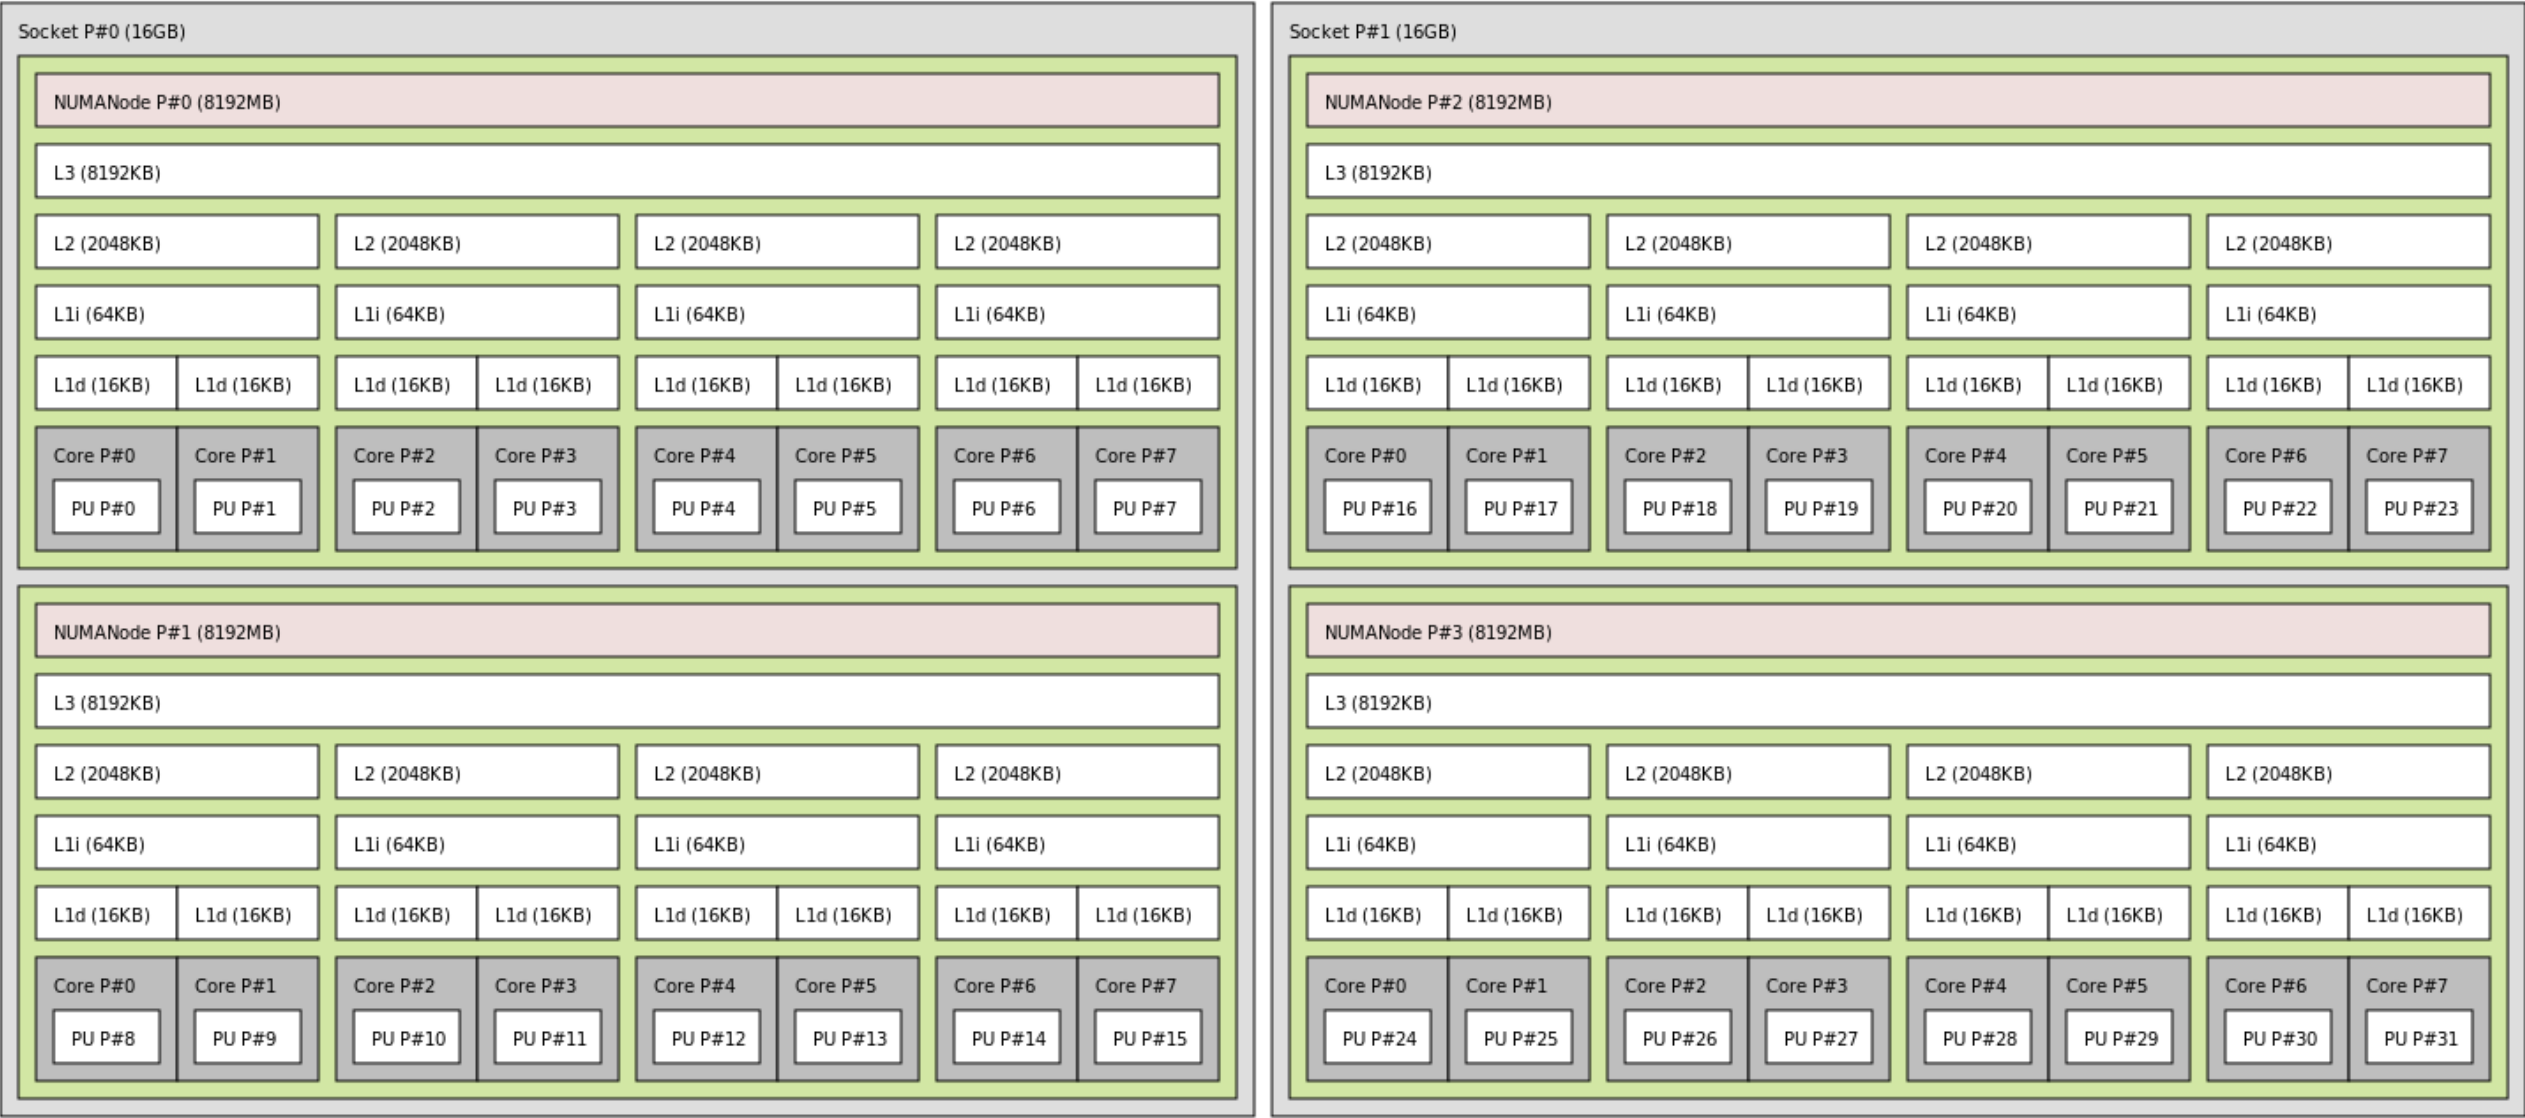 Socket P#0 (16GB)
NUMANode P#0 (8192MB)
L3 (8192KB)
L2 (2048KB) L2 (2048KB) L2 (2048KB) L2 (2048KB)
L1i (64KB) L1i (64KB) L1i (64KB) L1i (64KB)
L1d (16KB) L1d (16KB) L1d (16KB) L1d (16KB) L1d (16KB) L1d (16KB) L1d (16KB) L1d (16KB)
Core P#0 Core P#1 Core P#2 Core P#3 Core P#4 Core P#5 Core P#6 Core P#7
PU P#0 PU P#1 PU P#2 PU P#3 PU P#4 PU P#5 PU P#6 PU P#7
NUMANode P#1 (8192MB)
L3 (8192KB)
L2 (2048KB) L2 (2048KB) L2 (2048KB) L2 (2048KB)
L1i (64KB) L1i (64KB) L1i (64KB) L1i (64KB)
L1d (16KB) L1d (16KB) L1d (16KB) L1d (16KB) L1d (16KB) L1d (16KB) L1d (16KB) L1d (16KB)
Core P#0 Core P#1 Core P#2 Core P#3 Core P#4 Core P#5 Core P#6 Core P#7
PU P#8 PU P#9 PU P#10 PU P#11 PU P#12 PU P#13 PU P#14 PU P#15
Socket P#1 (16GB)
NUMANode P#2 (8192MB)
L3 (8192KB)
L2 (2048KB) L2 (2048KB) L2 (2048KB) L2 (2048KB)
L1i (64KB) L1i (64KB) L1i (64KB) L1i (64KB)
L1d (16KB) L1d (16KB) L1d (16KB) L1d (16KB) L1d (16KB) L1d (16KB) L1d (16KB) L1d (16KB)
Core P#0 Core P#1 Core P#2 Core P#3 Core P#4 Core P#5 Core P#6 Core P#7
PU P#16 PU P#17 PU P#18 PU P#19 PU P#20 PU P#21 PU P#22 PU P#23
NUMANode P#3 (8192MB)
L3 (8192KB)
L2 (2048KB) L2 (2048KB) L2 (2048KB) L2 (2048KB)
L1i (64KB) L1i (64KB) L1i (64KB) L1i (64KB)
L1d (16KB) L1d (16KB) L1d (16KB) L1d (16KB) L1d (16KB) L1d (16KB) L1d (16KB) L1d (16KB)
Core P#0 Core P#1 Core P#2 Core P#3 Core P#4 Core P#5 Core P#6 Core P#7
PU P#24 PU P#25 PU P#26 PU P#27 PU P#28 PU P#29 PU P#30 PU P#31